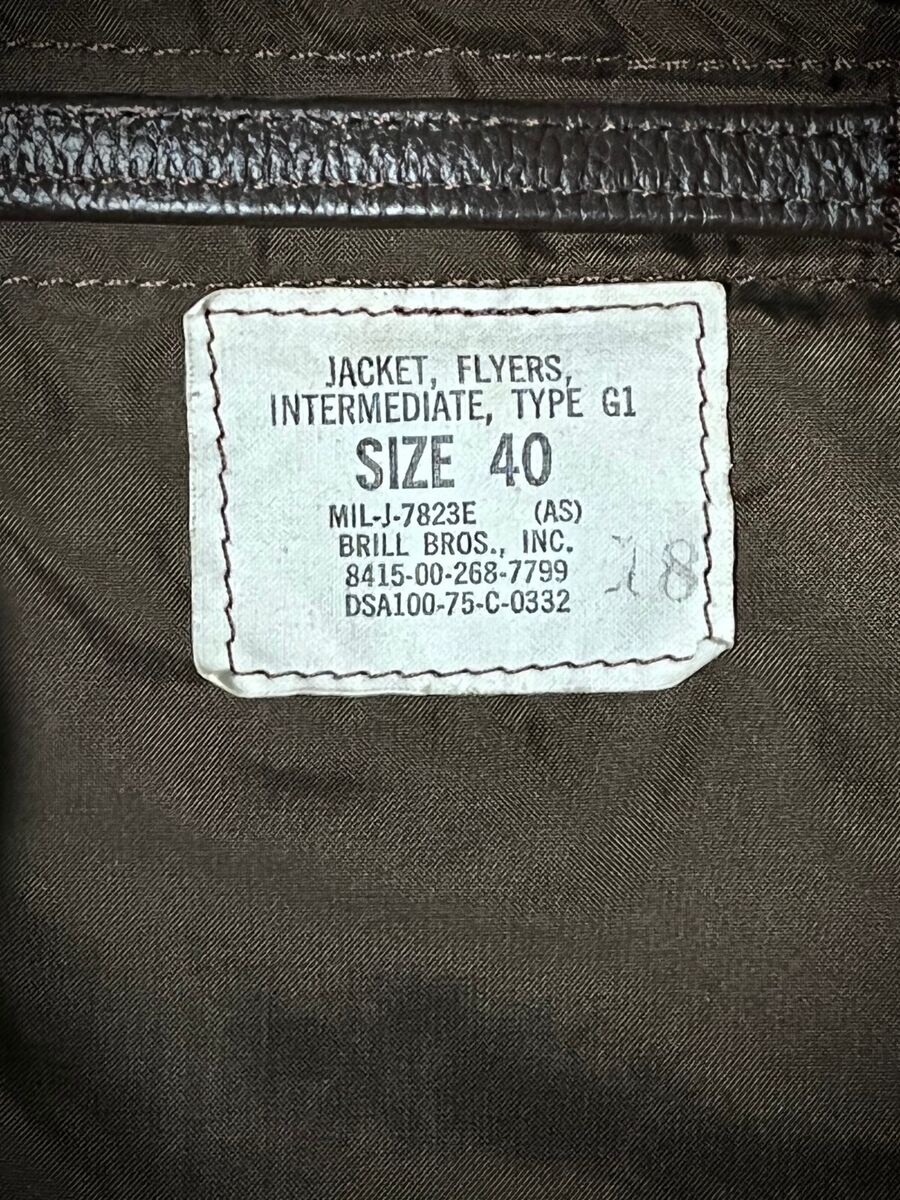 JACKET, FLYERS,
INTERMEDIATE, TYPE G1
SIZE 40
MIL-J-7823E (AS)
BRILL BROS., INC.
8415-00-268-7799
DSA100-75-C-0332